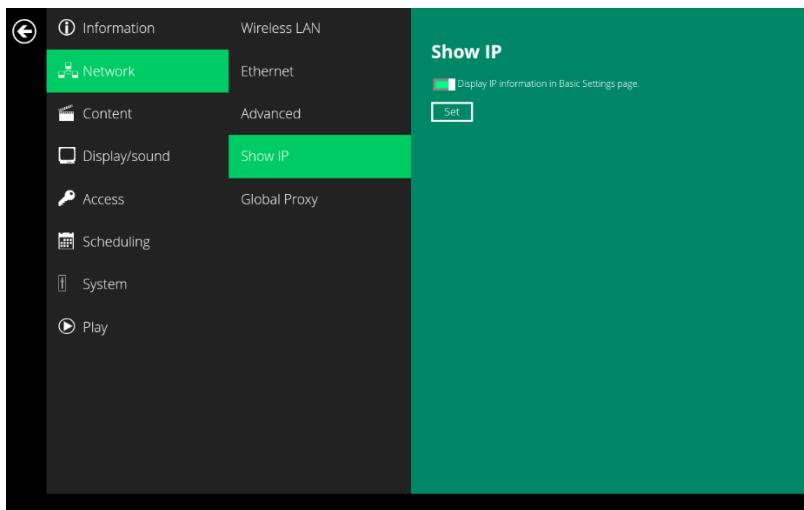 Information
Network
Content
Display/sound
Access
Scheduling
System
Play
Wireless LAN
Ethernet
Advanced
Show IP
Global Proxy
Show IP
Display IP information in Basic Settings page.
Set